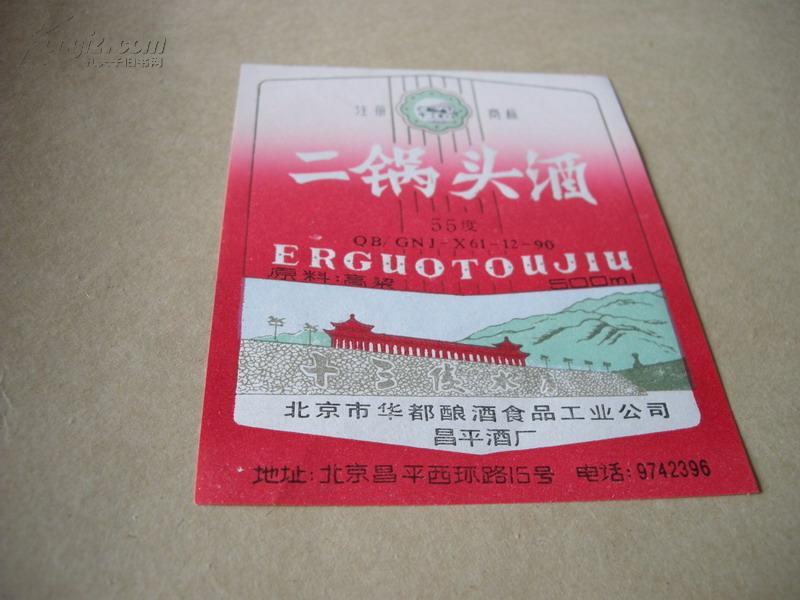 注册 商标
二锅头酒
55度
QB/GNJ-X61-12-90
ERGUOTOUJIU
原料:高粱 500ml
十三陵水库
北京市华都酿酒食品工业公司
昌平酒厂
地址:北京昌平西环路15号 电话:9742396